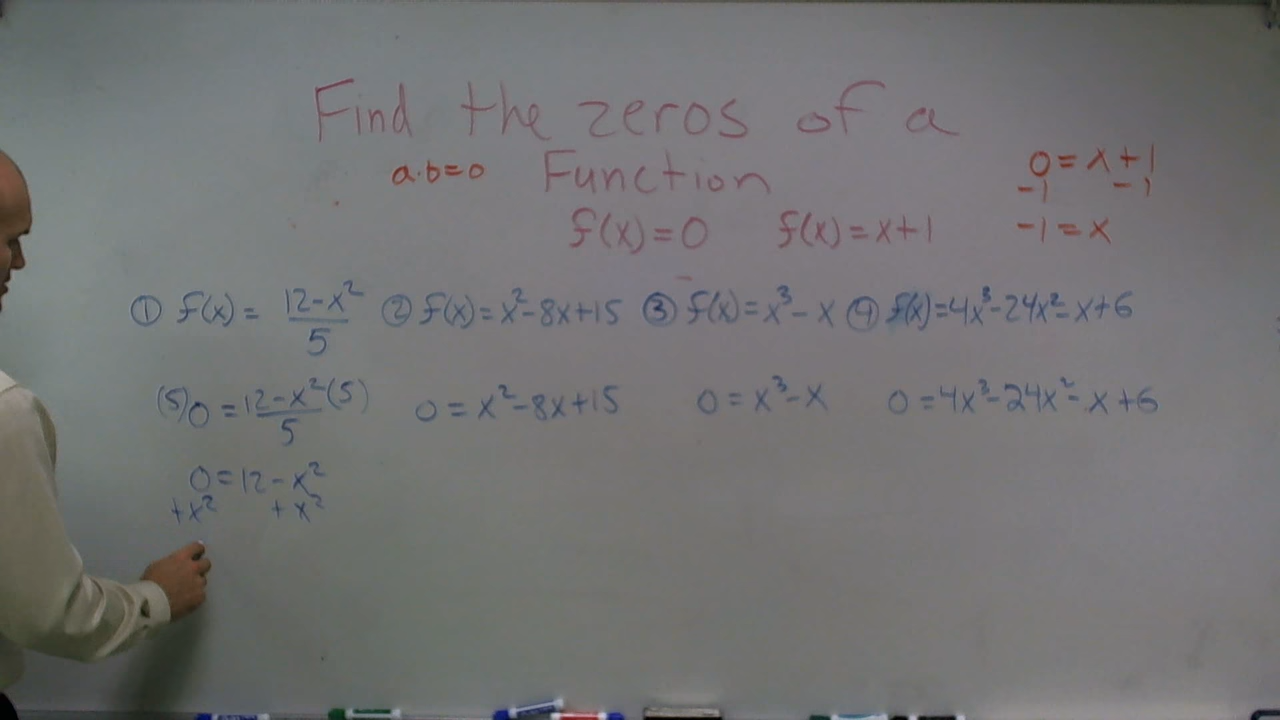 Find the zeros of a
a·b=0 Function
f(x)=0 f(x)=x+1
0=x+1
-1 -1
-1=x
① f(x)= 12-x²/5 ② f(x)=x²-8x+15 ③ f(x)=x³-x ④ f(x)=4x³-24x²-x+6
(5)0=12-x²(5)/5 0=x²-8x+15 0=x³-x 0=4x³-24x²-x+6
0=12-x²
+x² +x²